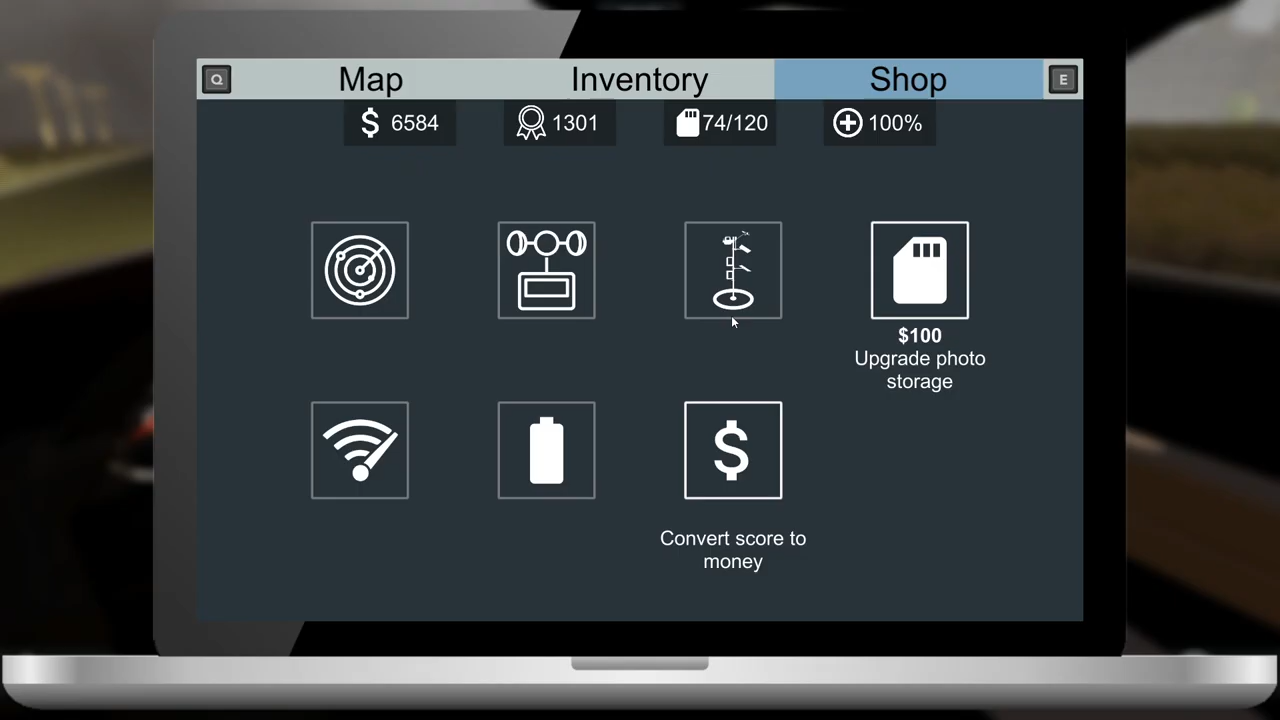 Q Map Inventory Shop E
$ 6584 1301 74/120 100%
$100
Upgrade photo
storage
$
Convert score to
money